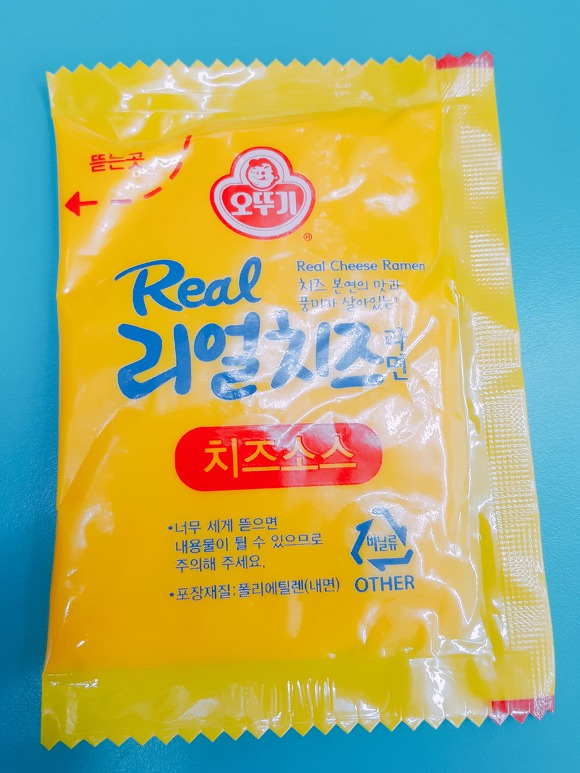 뜯는곳
오뚜기
®
Real Cheese Ramen
치즈 본연의 맛과
풍미가 살아있는!
Real
리얼치즈라면
치즈소스
•너무 세게 뜯으면
내용물이 튈 수 있으므로
주의해 주세요.
•포장재질:폴리에틸렌(내면)
비닐류
OTHER